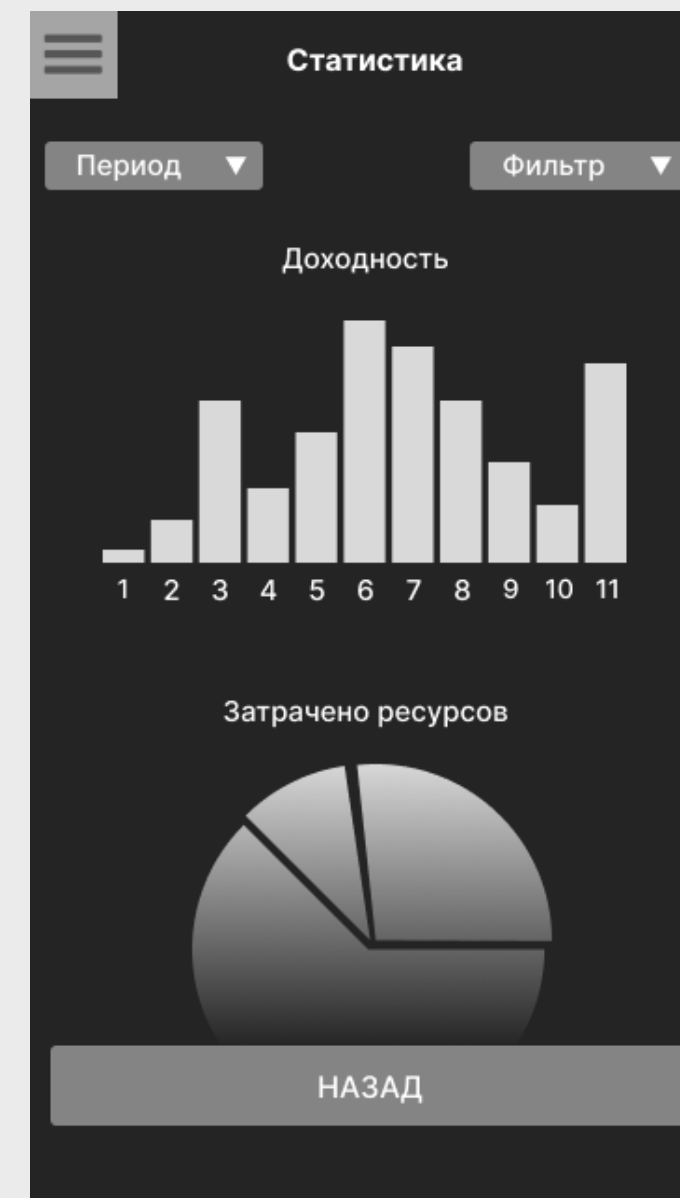 Статистика
Период ▼ Фильтр ▼
Доходность
1 2 3 4 5 6 7 8 9 10 11
Затрачено ресурсов
НАЗАД